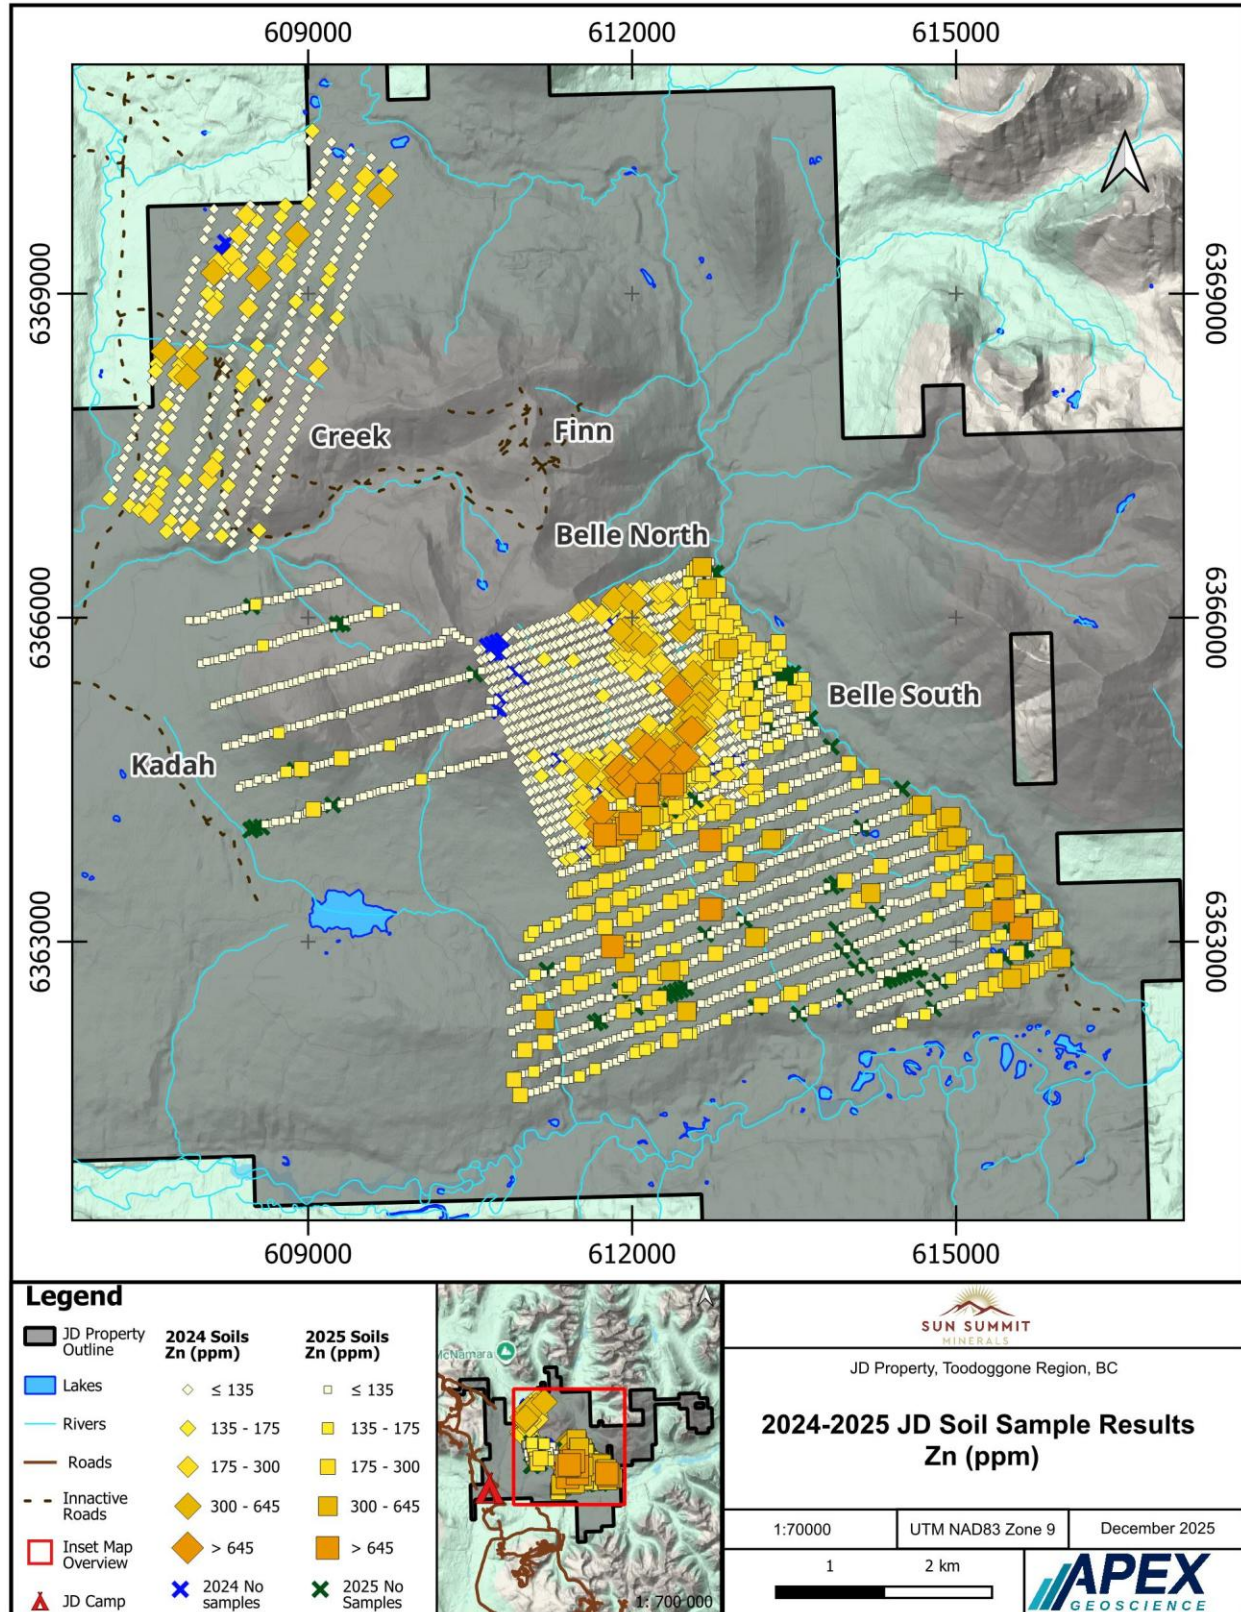 609000 612000 615000
6369000 6369000
Creek
Finn
Belle North
6366000 6366000
Belle South
Kadah
6363000 6363000
609000 612000 615000
Legend
JD Property
Outline
Lakes
Rivers
Roads
Innactive
Roads
Inset Map
Overview
JD Camp
2024 Soils
Zn (ppm)
≤ 135
135 - 175
175 - 300
300 - 645
> 645
2024 No
samples
2025 Soils
Zn (ppm)
≤ 135
135 - 175
175 - 300
300 - 645
> 645
2025 No
Samples
McNamara
1: 700 000
SUN SUMMIT
MINERALS
JD Property, Toodoggone Region, BC
2024-2025 JD Soil Sample Results
Zn (ppm)
1:70000 UTM NAD83 Zone 9 December 2025
1 2 km
APEX
GEOSCIENCE